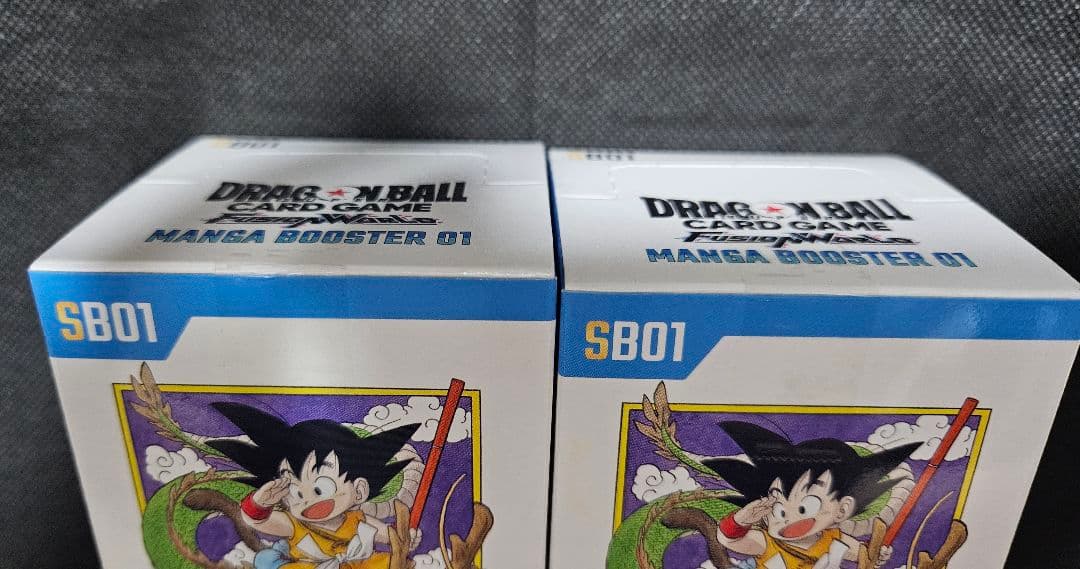 SB01
DRAGON BALL
CARD GAME
FUSION WORLD
MANGA BOOSTER 01
SB01
SB01
DRAGON BALL
CARD GAME
FUSION WORLD
MANGA BOOSTER 01
SB01